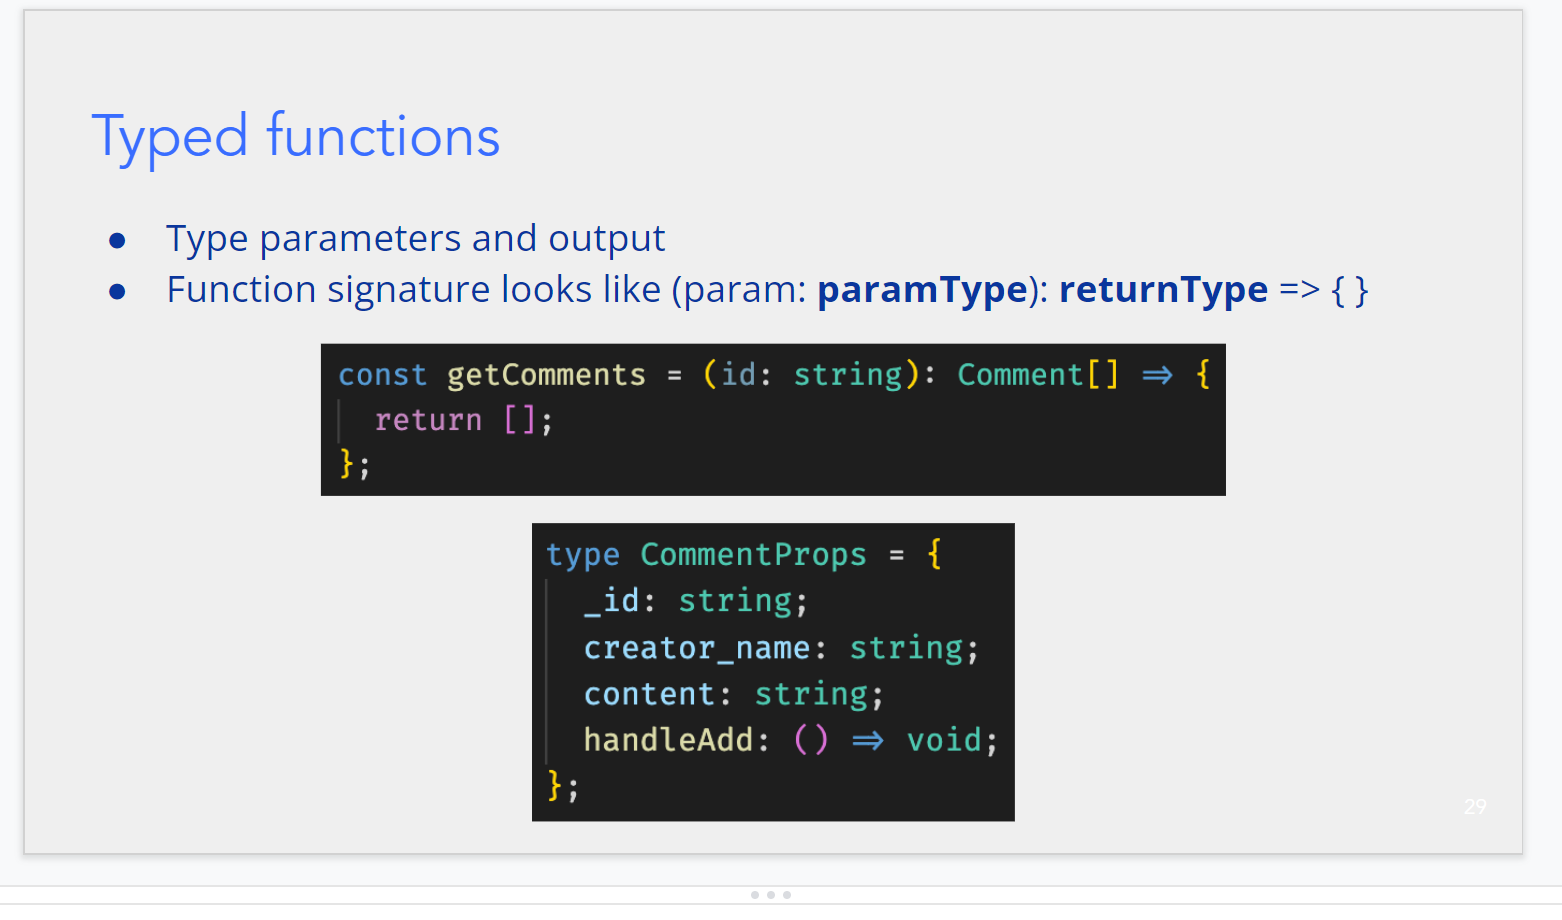 Typed functions
● Type parameters and output
● Function signature looks like (param: paramType): returnType => { }
const getComments = (id: string): Comment[] ⇒ {
return [];
};
type CommentProps = {
_id: string;
creator_name: string;
content: string;
handleAdd: () ⇒ void;
};
29